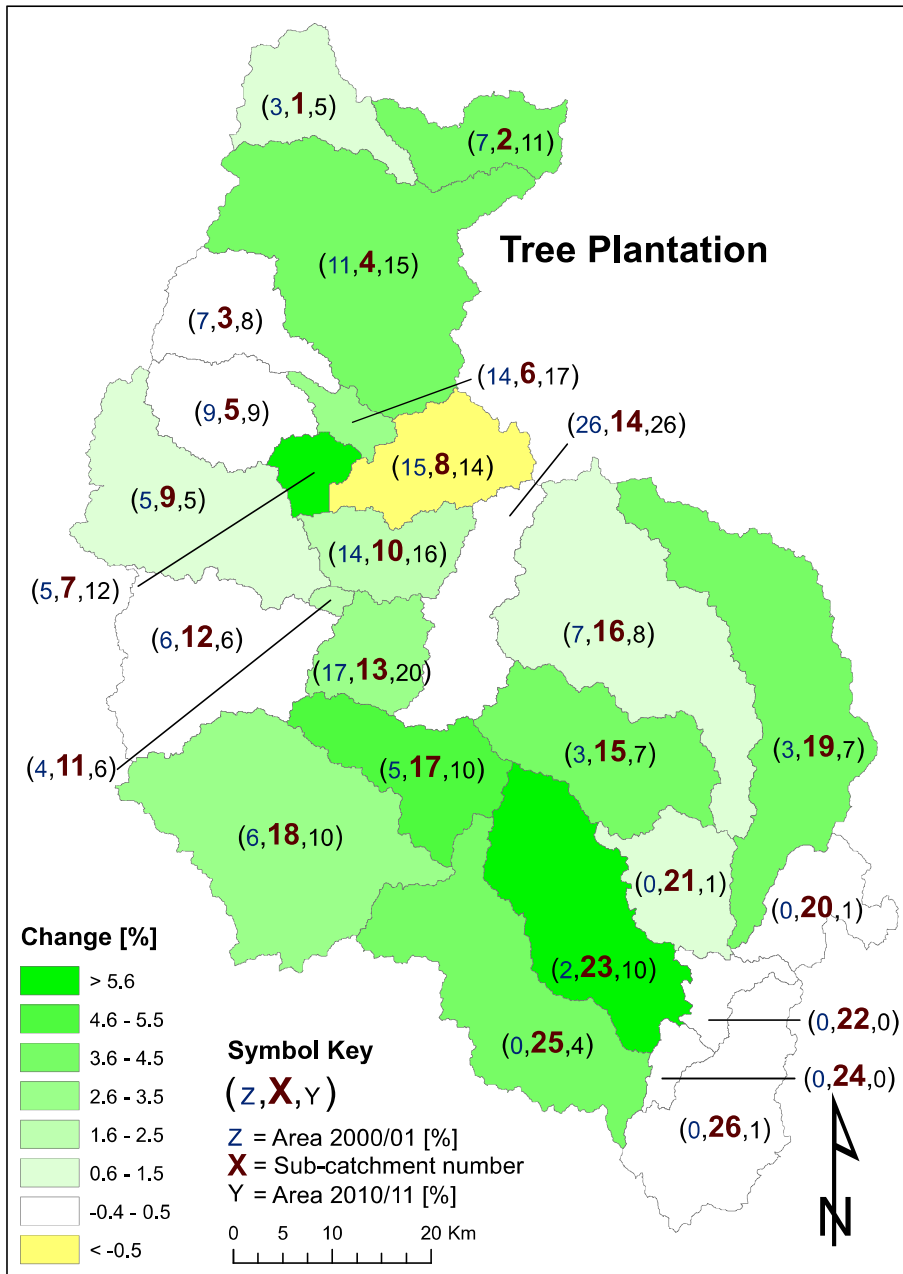 (3,1,5)
(7,2,11)
Tree Plantation
(11,4,15)
(7,3,8)
(14,6,17)
(9,5,9)
(26,14,26)
(15,8,14)
(5,9,5)
(14,10,16)
(5,7,12)
(6,12,6)
(7,16,8)
(17,13,20)
(4,11,6)
(5,17,10)
(3,15,7)
(3,19,7)
(6,18,10)
(0,21,1)
(0,20,1)
(2,23,10)
(0,22,0)
(0,25,4)
(0,24,0)
(0,26,1)
Change [%]
> 5.6
4.6 - 5.5
3.6 - 4.5
2.6 - 3.5
1.6 - 2.5
0.6 - 1.5
-0.4 - 0.5
< -0.5
Symbol Key
(Z,X,Y)
Z = Area 2000/01 [%]
X = Sub-catchment number
Y = Area 2010/11 [%]
0 5 10 20 Km
N